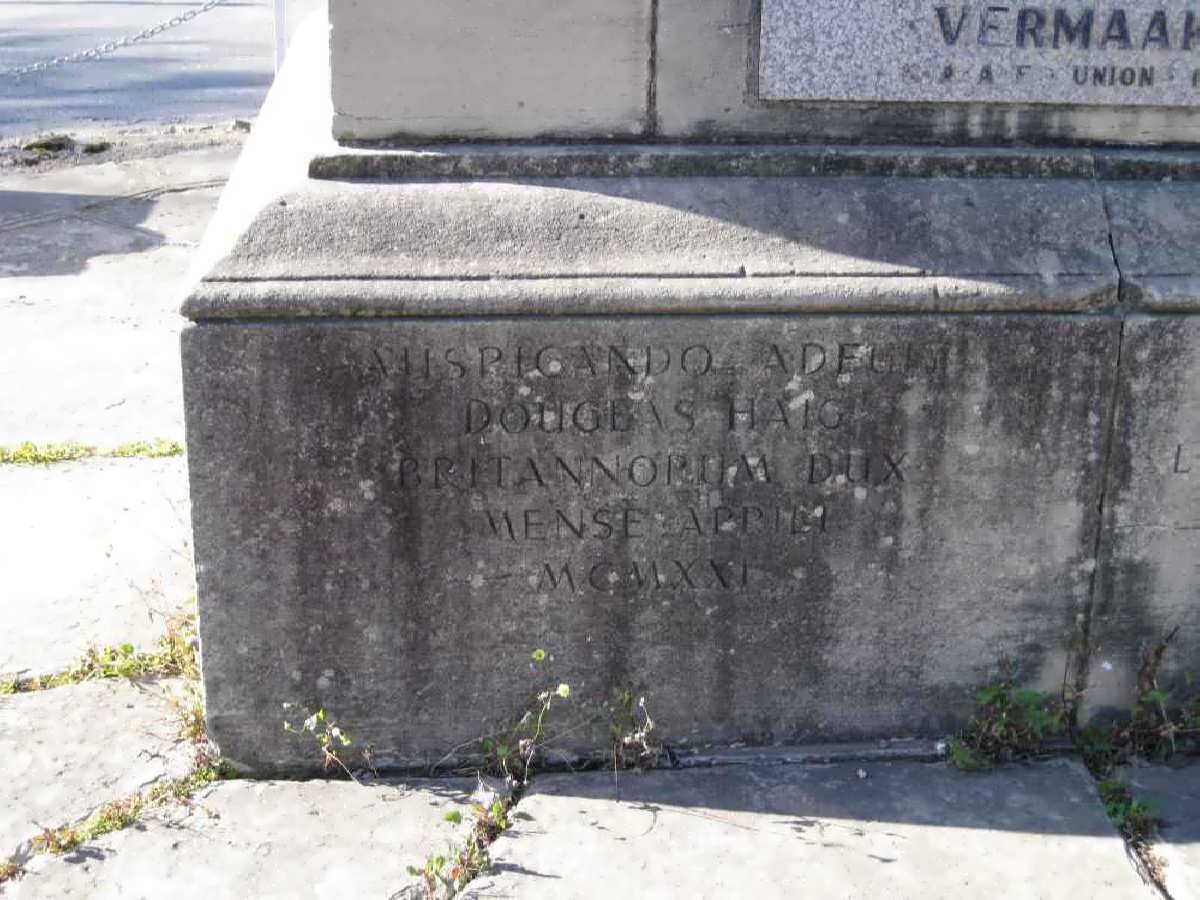 VERMAAK
S·A·A·F· UNION
AUSPICANDO ADFUIT
DOUGLAS HAIG
BRITANNORUM DUX
MENSE APRILI
MCMXXI
L